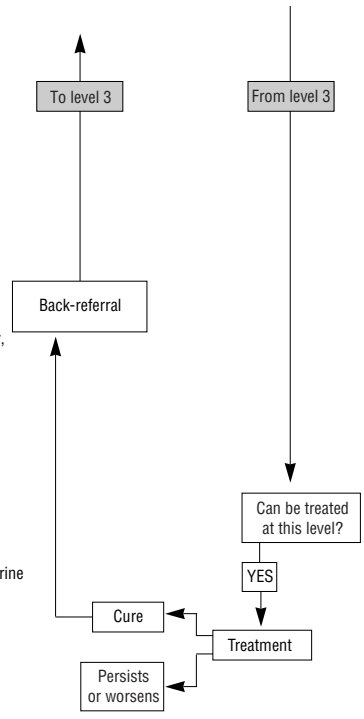 To level 3
From level 3
Back-referral
,
Can be treated
at this level?
YES
rine
Cure
Treatment
Persists
or worsens